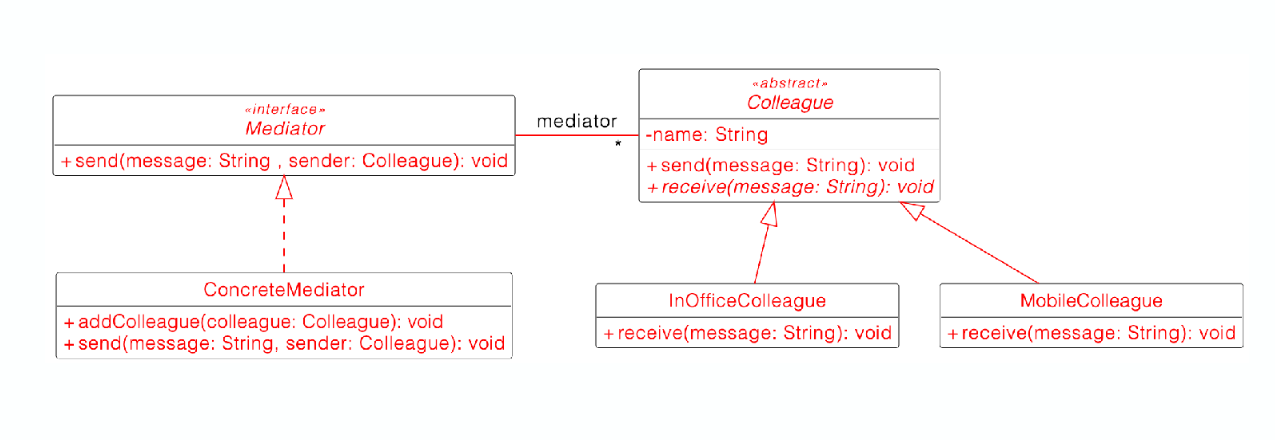 «interface»
Mediator
+send(message: String , sender: Colleague): void
mediator
*
«abstract»
Colleague
-name: String
+send(message: String): void
+receive(message: String): void
ConcreteMediator
+addColleague(colleague: Colleague): void
+send(message: String, sender: Colleague): void
InOfficeColleague
+receive(message: String): void
MobileColleague
+receive(message: String): void